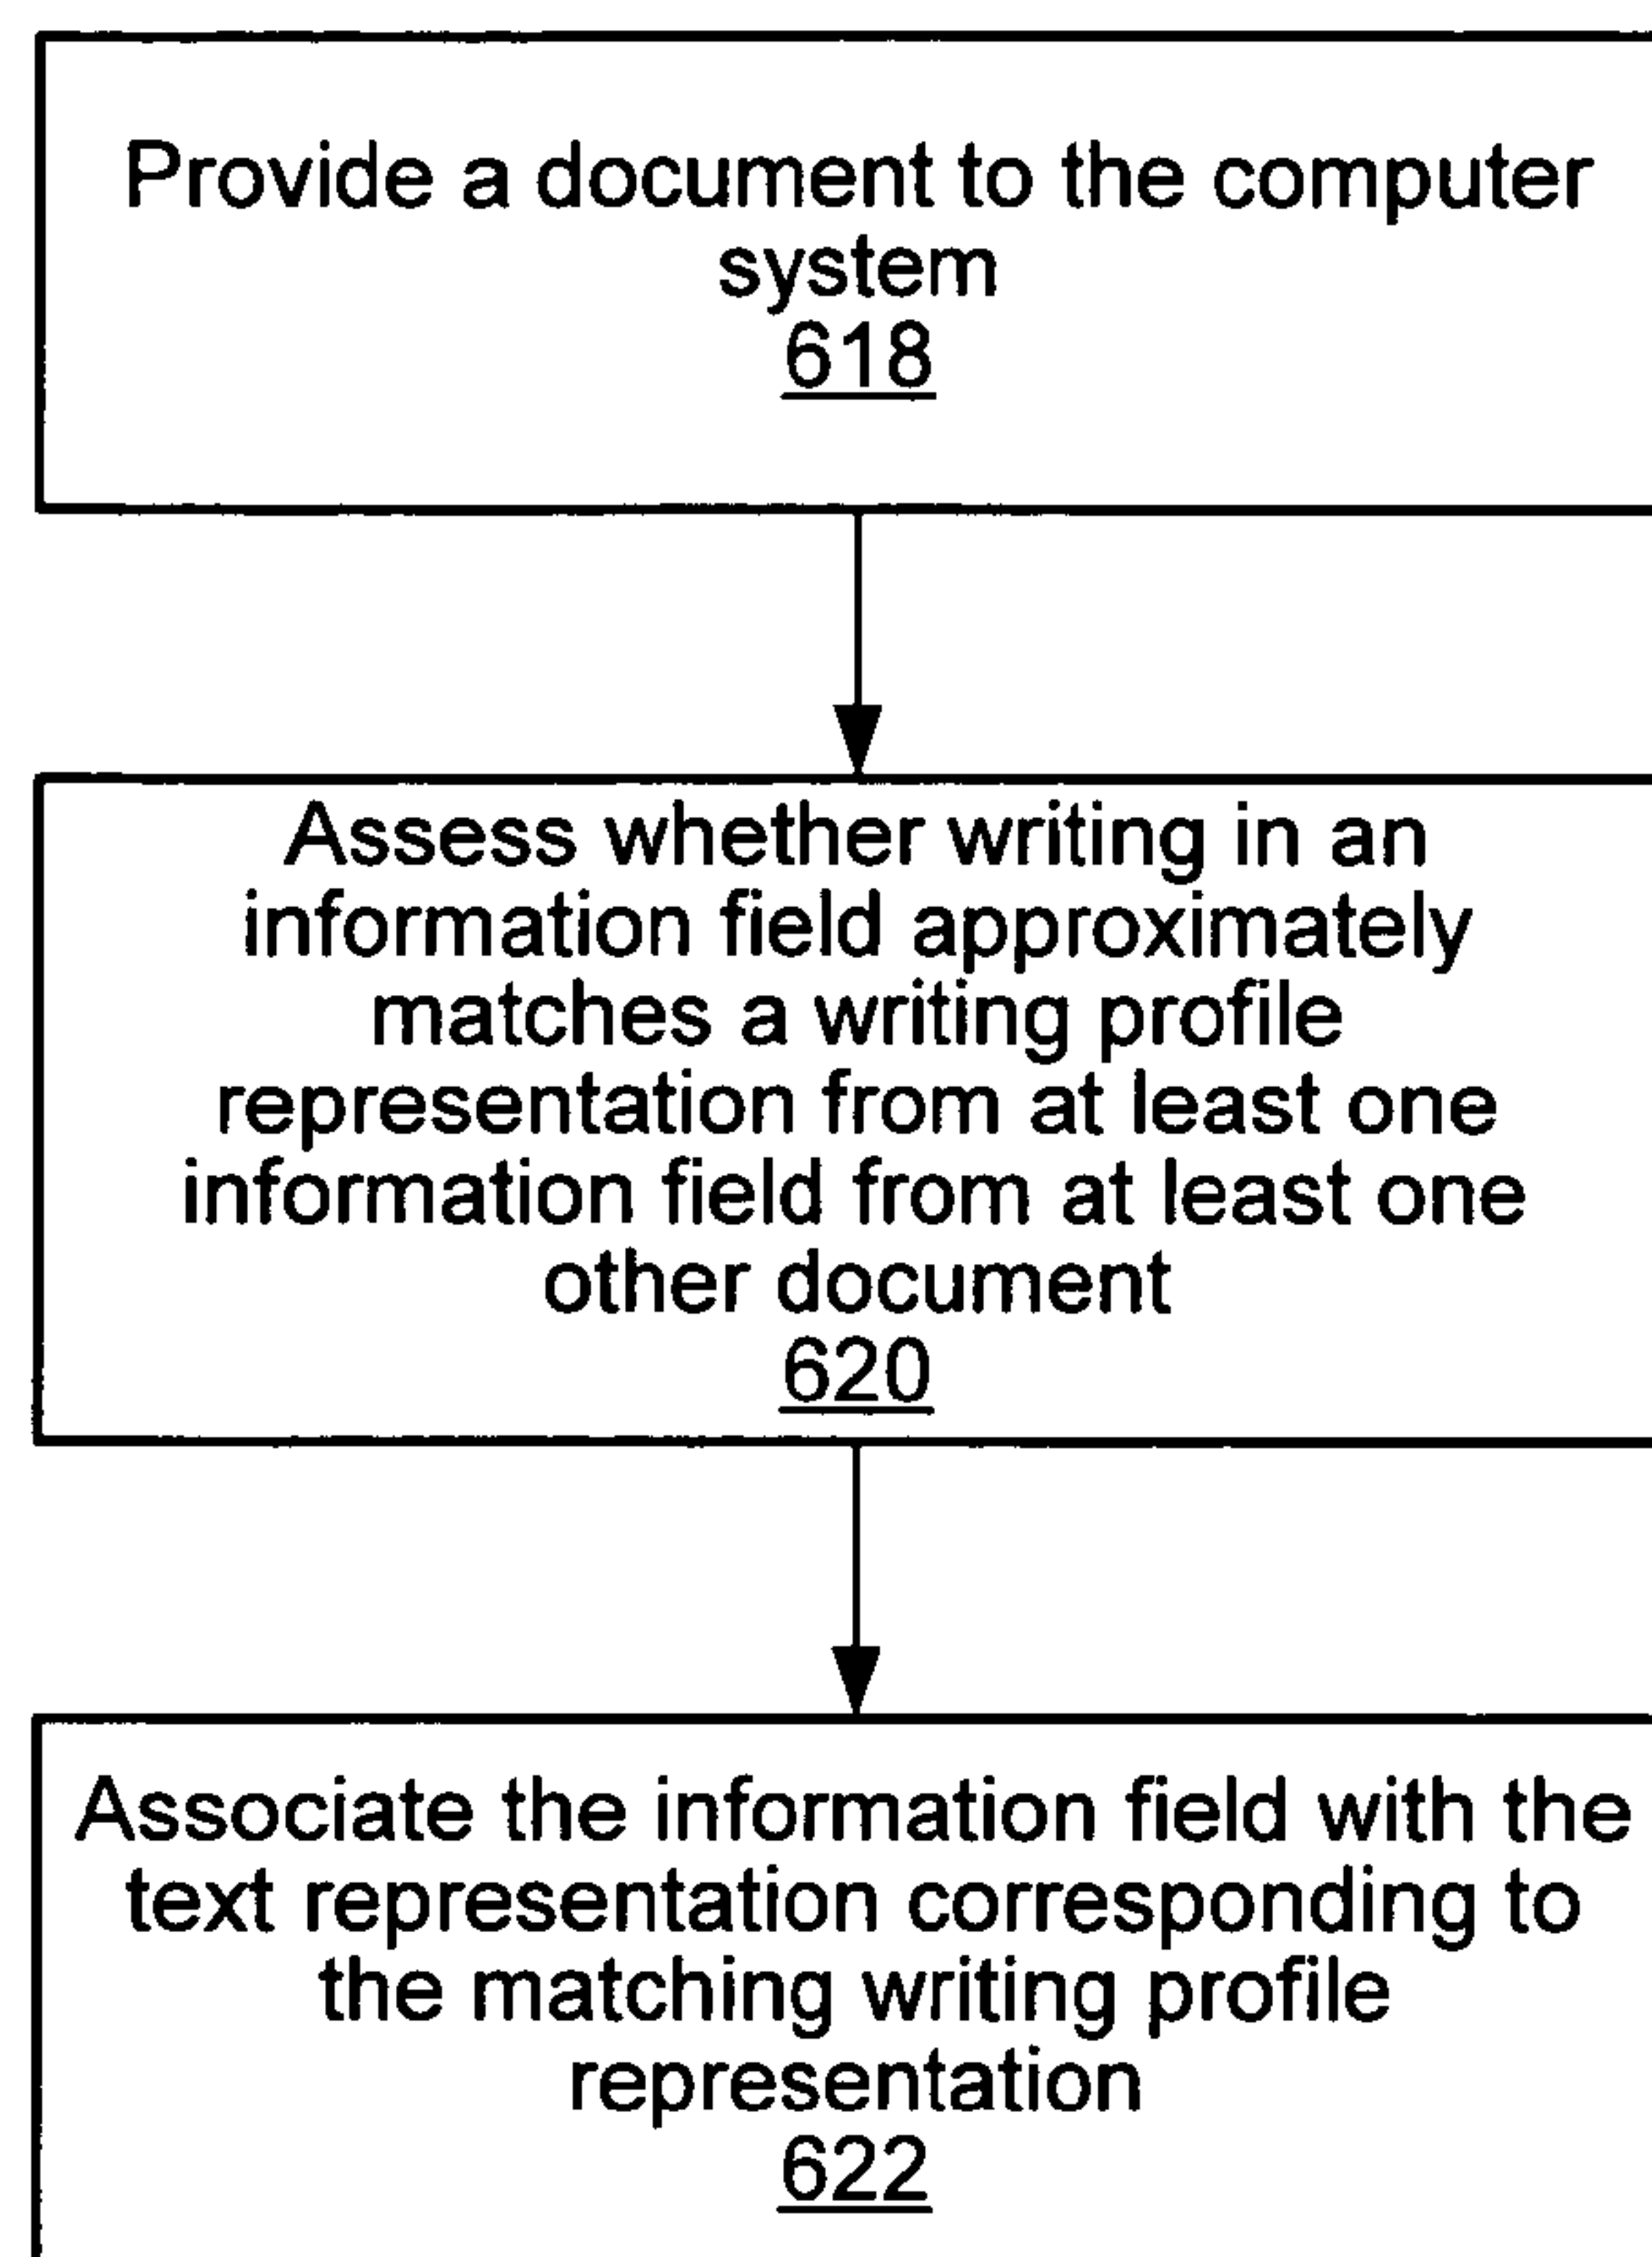 Provide a document to the computer
system
618
Assess whether writing in an
information field approximately
matches a writing profile
representation from at least one
information field from at least one
other document
620
Associate the information field with the
text representation corresponding to
the matching writing profile
representation
622